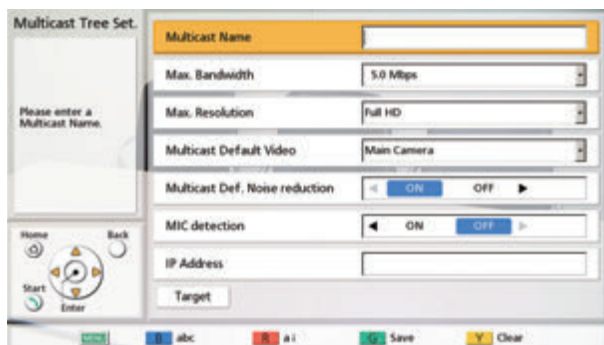 Multicast Tree Set.
Please enter a
Multicast Name.
Multicast Name
Max. Bandwidth 5.0 Mbps
Max. Resolution Full HD
Multicast Default Video Main Camera
Multicast Def. Noise reduction ON OFF
MIC detection ON OFF
IP Address
Target
Home Back
Start Enter
MENU B abc R a i G Save Y Clear